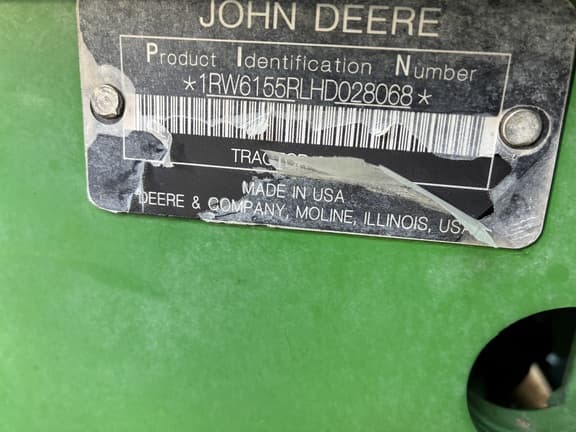 JOHN DEERE
Product Identification Number
*1RW6155RLHD028068*
MADE IN USA
DEERE & COMPANY, MOLINE, ILLINOIS, USA